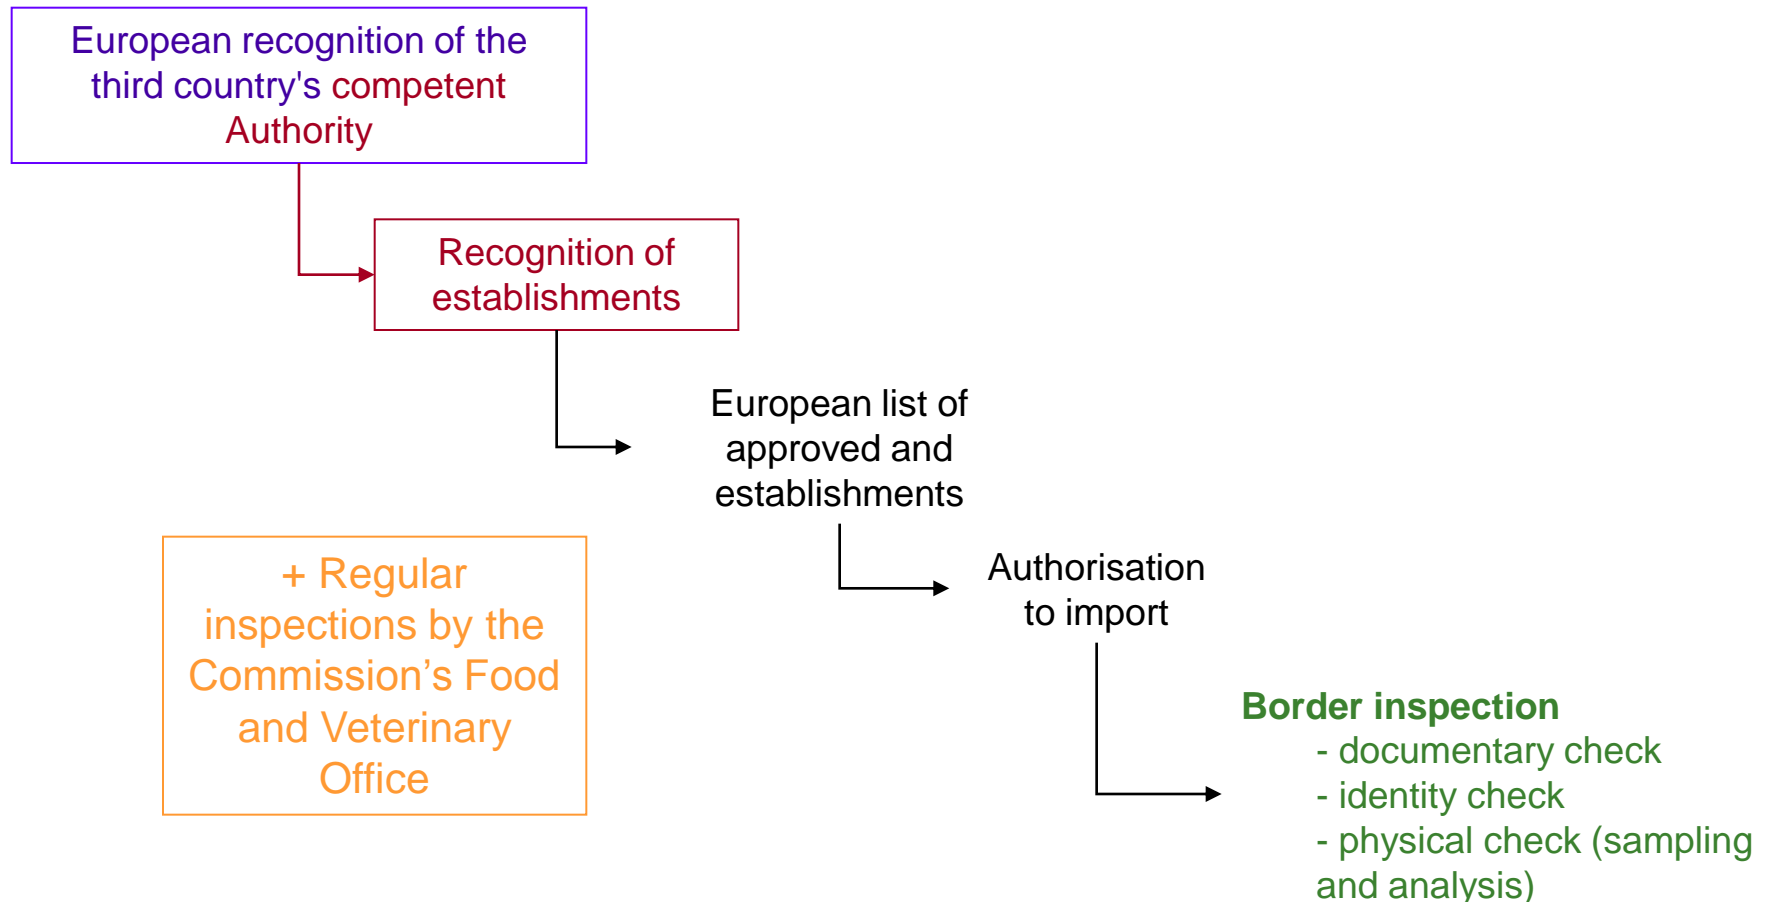 European recognition of the
third country's competent
Authority
Recognition of
establishments
European list of
approved and
establishments
+ Regular
inspections by the
Commission’s Food
and Veterinary
Office
Authorisation
to import
Border inspection
- documentary check
- identity check
- physical check (sampling
and analysis)